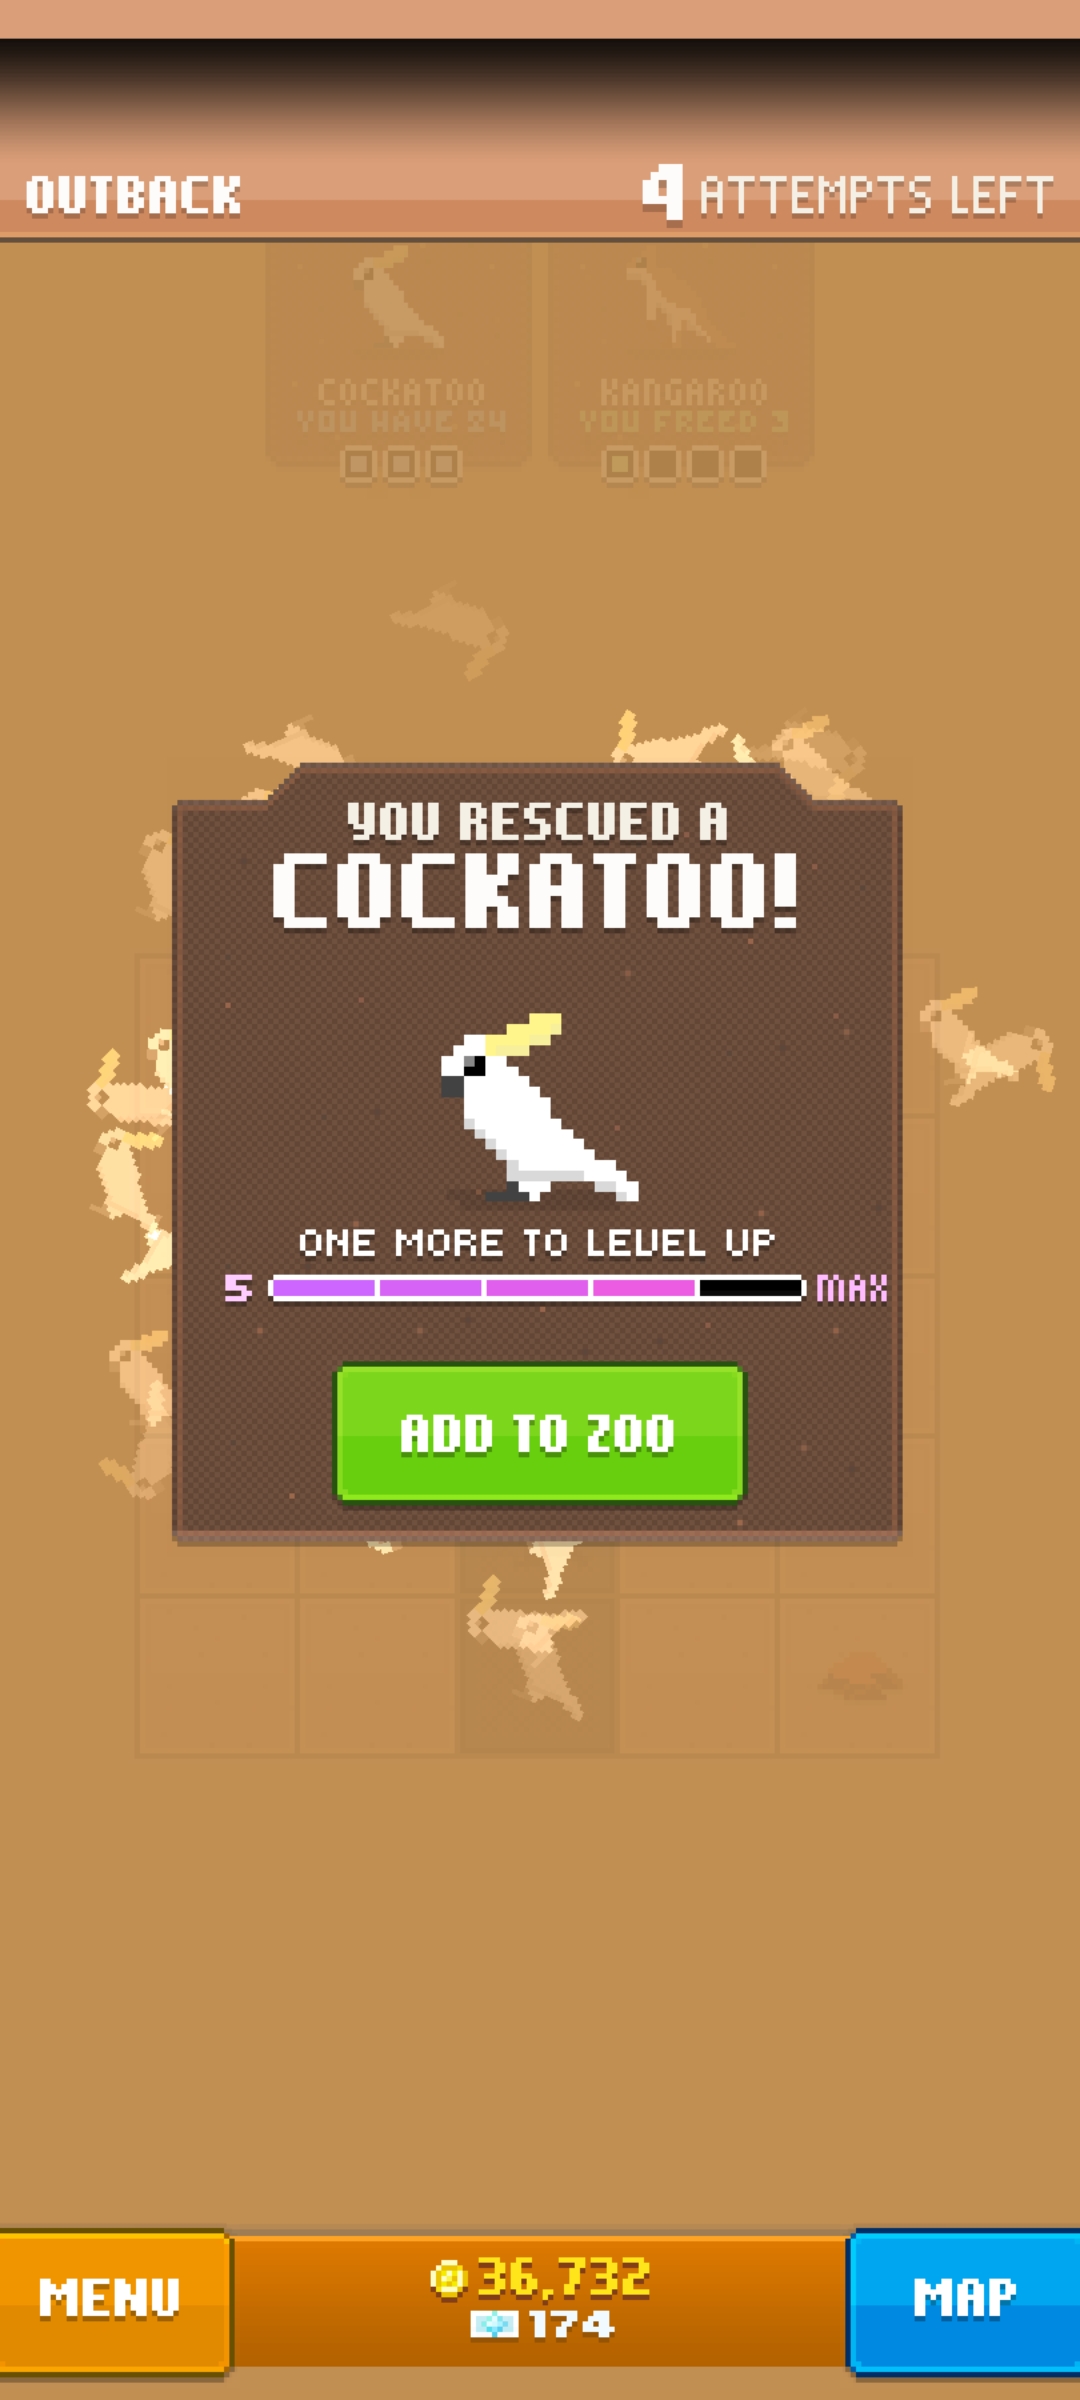 OUTBACK
4 ATTEMPTS LEFT
COCKATOO
YOU HAVE 24
KANGAROO
YOU FREED 3
YOU RESCUED A
COCKATOO!
ONE MORE TO LEVEL UP
5 MAX
ADD TO ZOO
MENU
36,732
174
MAP